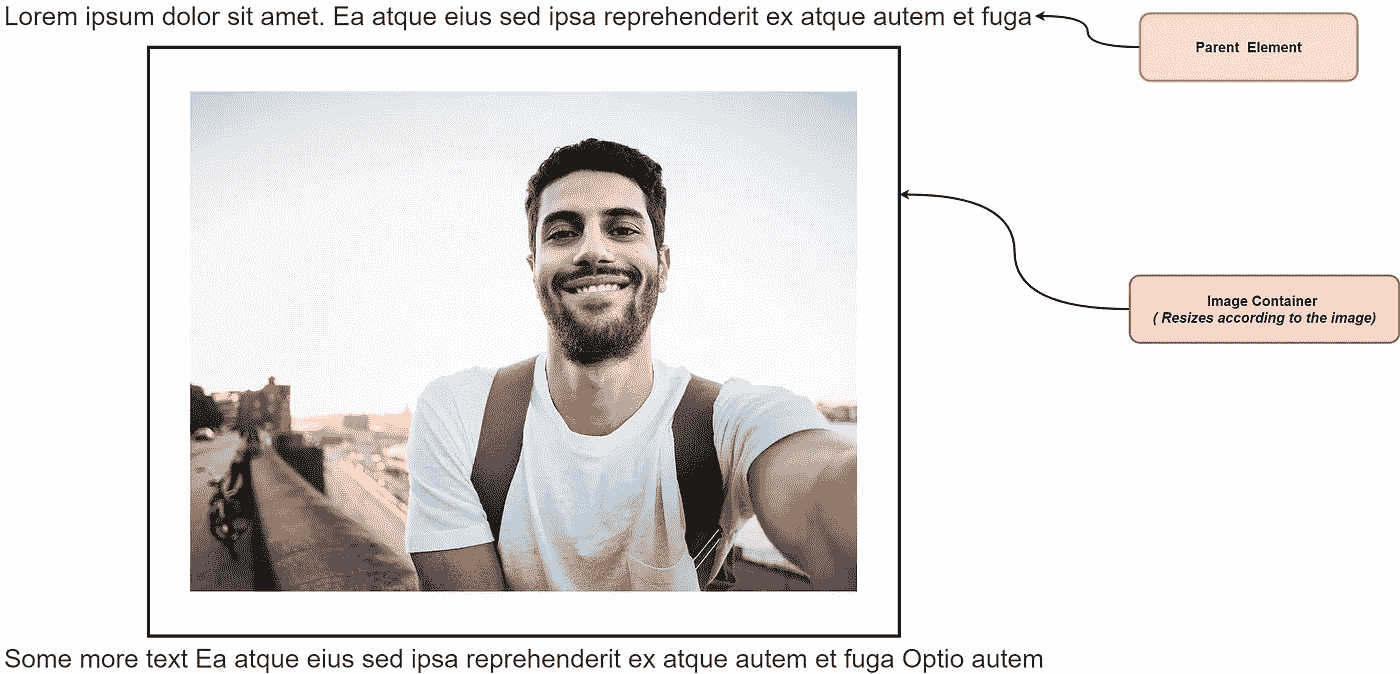 Lorem ipsum dolor sit amet. Ea atque eius sed ipsa reprehenderit ex atque autem et fuga
Parent Element
Image Container
( Resizes according to the image)
Some more text Ea atque eius sed ipsa reprehenderit ex atque autem et fuga Optio autem